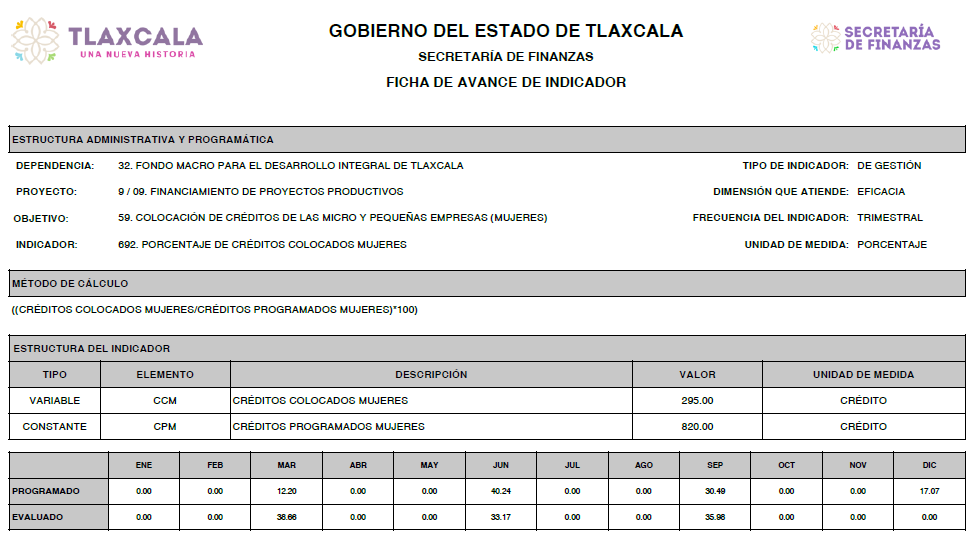 TLAXCALA
UNA NUEVA HISTORIA
GOBIERNO DEL ESTADO DE TLAXCALA
SECRETARÍA DE FINANZAS
FICHA DE AVANCE DE INDICADOR
SECRETARÍA
DE FINANZAS
ESTRUCTURA ADMINISTRATIVA Y PROGRAMÁTICA
DEPENDENCIA: 32. FONDO MACRO PARA EL DESARROLLO INTEGRAL DE TLAXCALA TIPO DE INDICADOR: DE GESTIÓN
PROYECTO: 9 / 09. FINANCIAMIENTO DE PROYECTOS PRODUCTIVOS DIMENSIÓN QUE ATIENDE: EFICACIA
OBJETIVO: 59. COLOCACIÓN DE CRÉDITOS DE LAS MICRO Y PEQUEÑAS EMPRESAS (MUJERES) FRECUENCIA DEL INDICADOR: TRIMESTRAL
INDICADOR: 692. PORCENTAJE DE CRÉDITOS COLOCADOS MUJERES UNIDAD DE MEDIDA: PORCENTAJE
MÉTODO DE CÁLCULO
((CRÉDITOS COLOCADOS MUJERES/CRÉDITOS PROGRAMADOS MUJERES)*100)
ESTRUCTURA DEL INDICADOR
TIPO ELEMENTO DESCRIPCIÓN VALOR UNIDAD DE MEDIDA
VARIABLE CCM CRÉDITOS COLOCADOS MUJERES 295.00 CRÉDITO
CONSTANTE CPM CRÉDITOS PROGRAMADOS MUJERES 820.00 CRÉDITO
ENE FEB MAR ABR MAY JUN JUL AGO SEP OCT NOV DIC
PROGRAMADO 0.00 0.00 12.20 0.00 0.00 40.24 0.00 0.00 30.49 0.00 0.00 17.07
EVALUADO 0.00 0.00 38.66 0.00 0.00 33.17 0.00 0.00 35.98 0.00 0.00 0.00